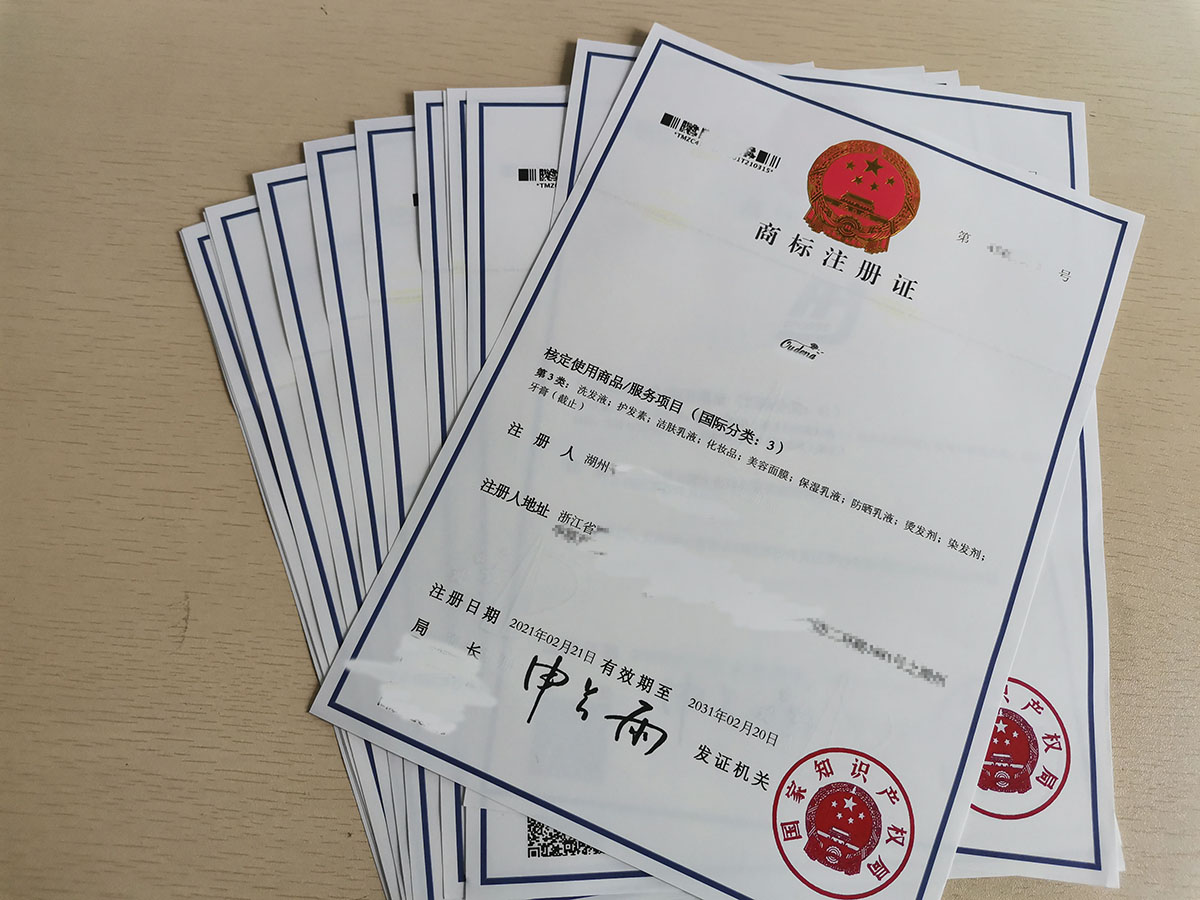 *TMZC4
1T210315*
*TMZ
第 号
商标注册证
Oudena
核定使用商品/服务项目（国际分类：3）
第3类：洗发液；护发素；洁肤乳液；化妆品；美容面膜；保湿乳液；防晒乳液；烫发剂；染发剂；
牙膏（截止）
注册人 湖州
注册人地址 浙江省
注册日期 2021年02月21日 有效期至 2031年02月20日
局长 申长雨
发证机关
国家知识产权局
识产权局